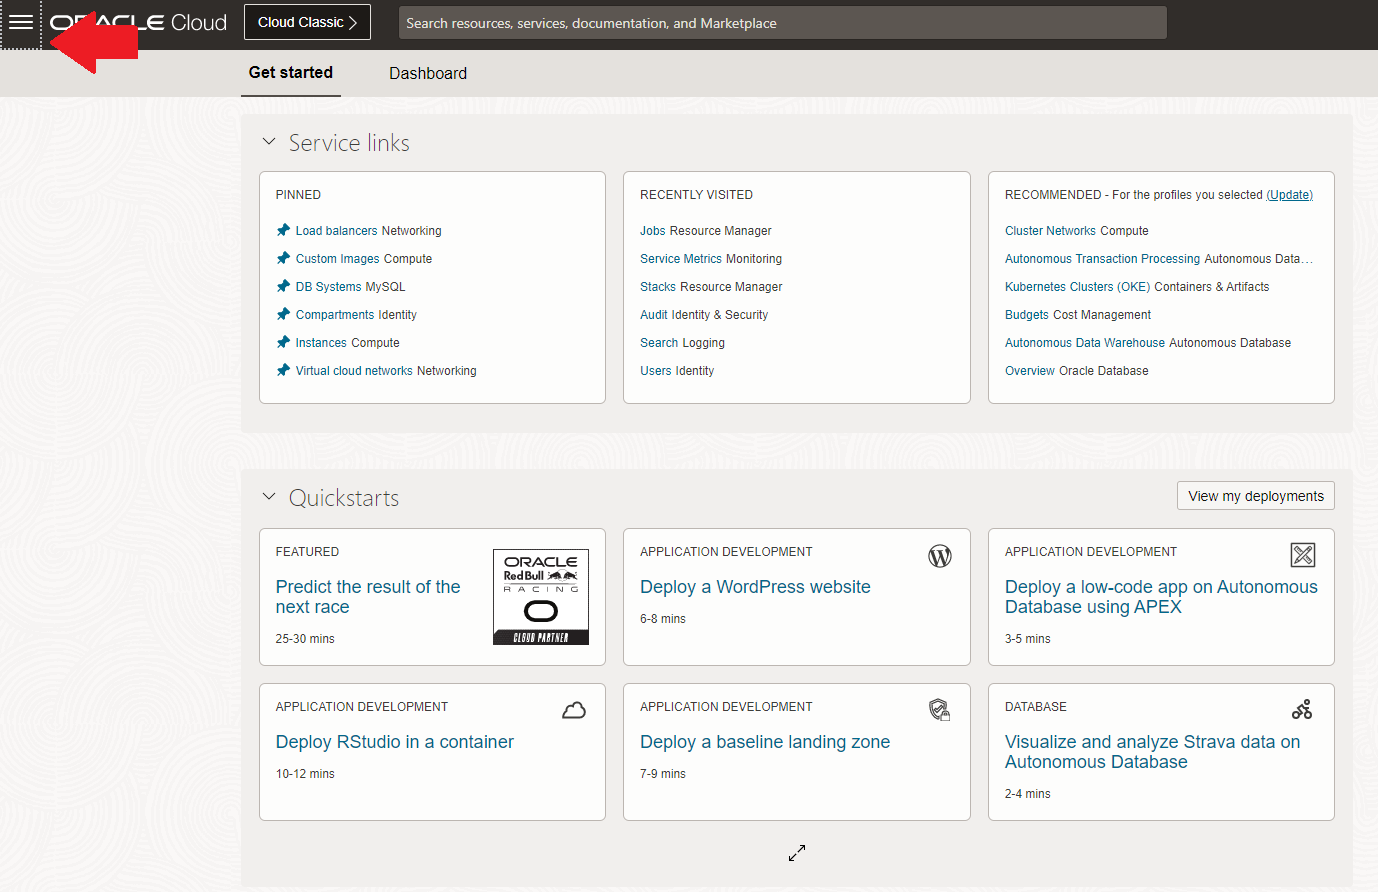 ORACLE Cloud
Cloud Classic
Search resources, services, documentation, and Marketplace
Get started
Dashboard
Service links
PINNED
Load balancers Networking
Custom Images Compute
DB Systems MySQL
Compartments Identity
Instances Compute
Virtual cloud networks Networking
RECENTLY VISITED
Jobs Resource Manager
Service Metrics Monitoring
Stacks Resource Manager
Audit Identity & Security
Search Logging
Users Identity
RECOMMENDED - For the profiles you selected (Update)
Cluster Networks Compute
Autonomous Transaction Processing Autonomous Data…
Kubernetes Clusters (OKE) Containers & Artifacts
Budgets Cost Management
Autonomous Data Warehouse Autonomous Database
Overview Oracle Database
Quickstarts
View my deployments
FEATURED
Predict the result of the
next race
25-30 mins
ORACLE
Red Bull
RACING
CLOUD PARTNER
APPLICATION DEVELOPMENT
Deploy a WordPress website
6-8 mins
APPLICATION DEVELOPMENT
Deploy a low-code app on Autonomous
Database using APEX
3-5 mins
APPLICATION DEVELOPMENT
Deploy RStudio in a container
10-12 mins
APPLICATION DEVELOPMENT
Deploy a baseline landing zone
7-9 mins
DATABASE
Visualize and analyze Strava data on
Autonomous Database
2-4 mins